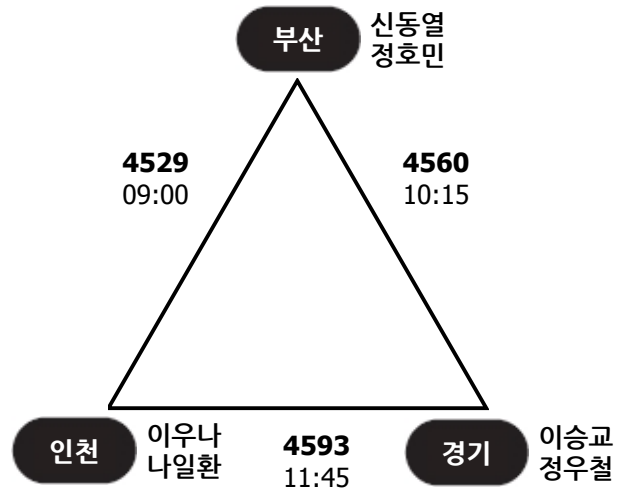 부산
신동열
정호민
4529
09:00
4560
10:15
인천
이우나
나일환
4593
11:45
경기
이승교
정우철